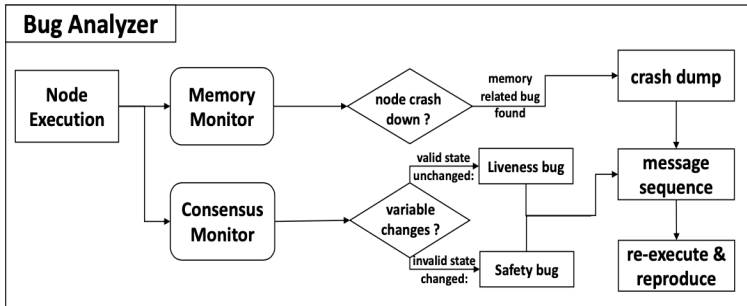 Bug Analyzer
Node
Execution
Memory
Monitor
node crash
down ?
memory
related bug
found
crash dump
Consensus
Monitor
variable
changes ?
valid state
unchanged:
Liveness bug
invalid state
changed:
Safety bug
message
sequence
re-execute &
reproduce